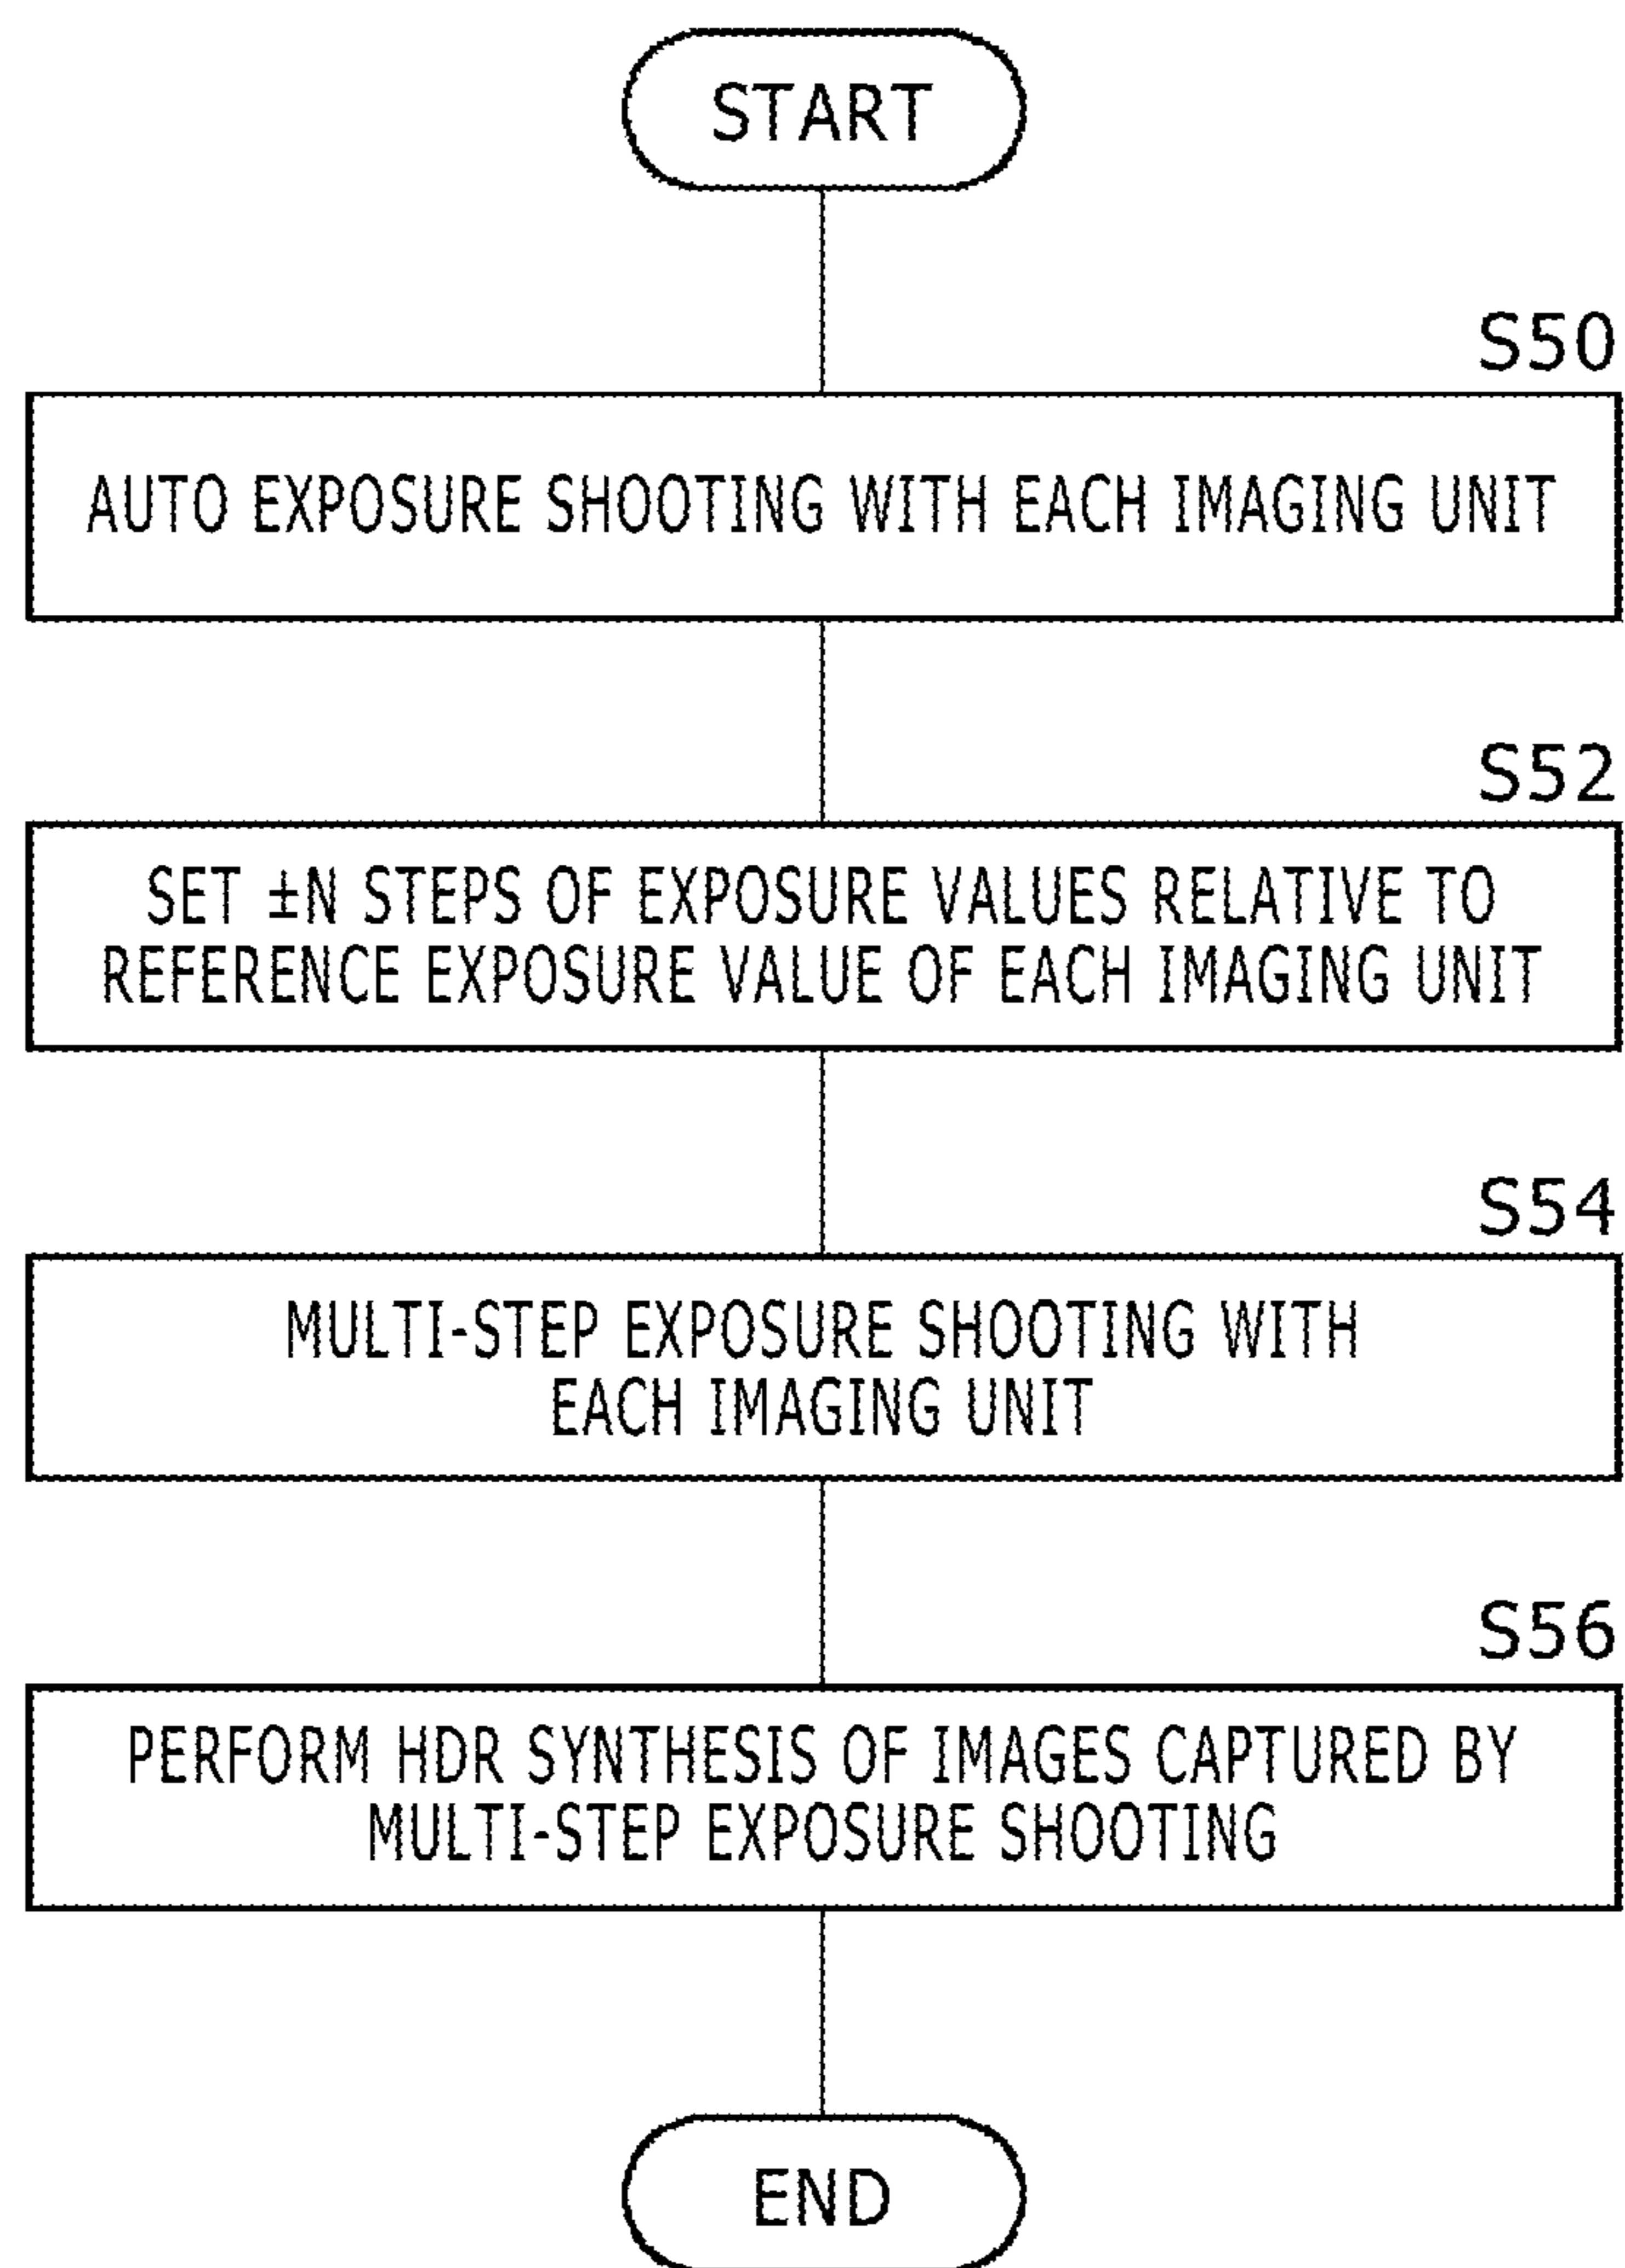 START
S50
AUTO EXPOSURE SHOOTING WITH EACH IMAGING UNIT
S52
SET ±N STEPS OF EXPOSURE VALUES RELATIVE TO
REFERENCE EXPOSURE VALUE OF EACH IMAGING UNIT
S54
MULTI-STEP EXPOSURE SHOOTING WITH
EACH IMAGING UNIT
S56
PERFORM HDR SYNTHESIS OF IMAGES CAPTURED BY
MULTI-STEP EXPOSURE SHOOTING
END